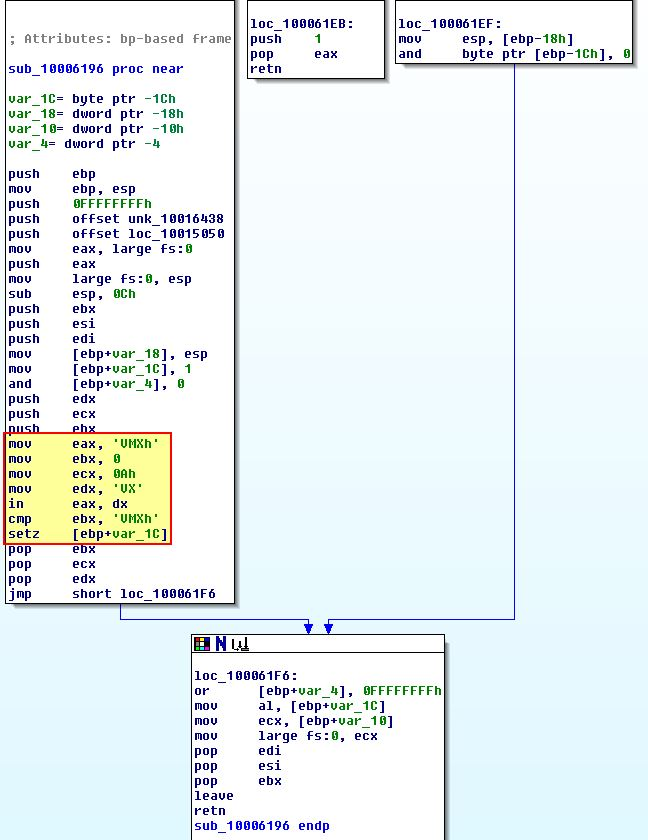 ; Attributes: bp-based frame
sub_10006196 proc near
var_1C= byte ptr -1Ch
var_18= dword ptr -18h
var_10= dword ptr -10h
var_4= dword ptr -4
push ebp
mov ebp, esp
push 0FFFFFFFFh
push offset unk_10016438
push offset loc_10015050
mov eax, large fs:0
push eax
mov large fs:0, esp
sub esp, 0Ch
push ebx
push esi
push edi
mov [ebp+var_18], esp
mov [ebp+var_1C], 1
and [ebp+var_4], 0
push edx
push ecx
push ebx
mov eax, 'VMXh'
mov ebx, 0
mov ecx, 0Ah
mov edx, 'VX'
in eax, dx
cmp ebx, 'VMXh'
setz [ebp+var_1C]
pop ebx
pop ecx
pop edx
jmp short loc_100061F6
loc_100061EB:
push 1
pop eax
retn
loc_100061EF:
mov esp, [ebp-18h]
and byte ptr [ebp-1Ch], 0
loc_100061F6:
or [ebp+var_4], 0FFFFFFFFh
mov al, [ebp+var_1C]
mov ecx, [ebp+var_10]
mov large fs:0, ecx
pop edi
pop esi
pop ebx
leave
retn
sub_10006196 endp